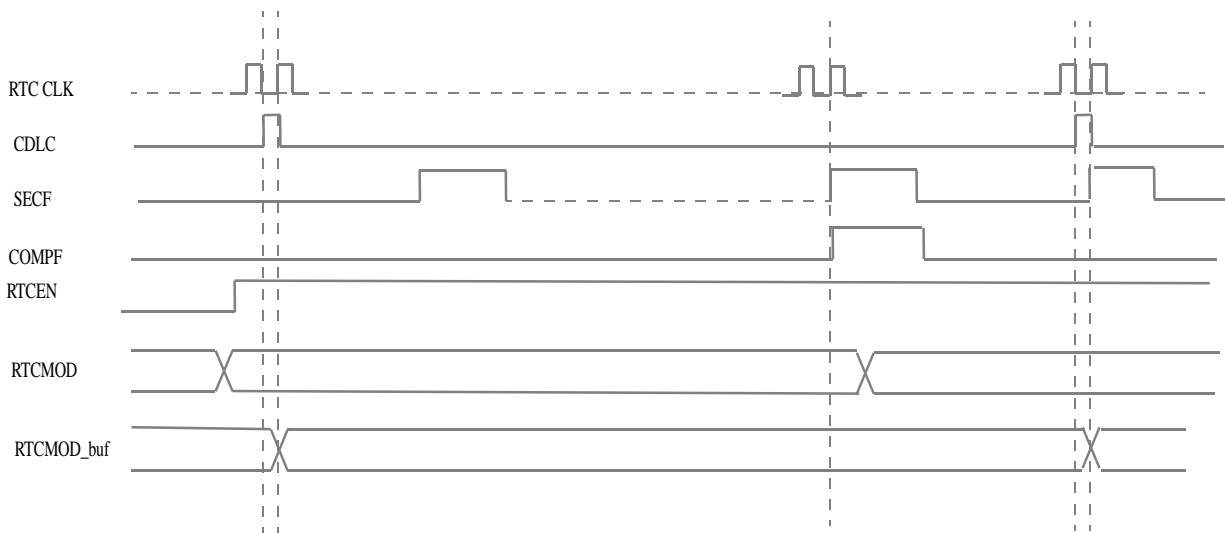 RTC CLK
CDLC
SECF
COMPF
RTCEN
RTCMOD
RTCMOD_buf